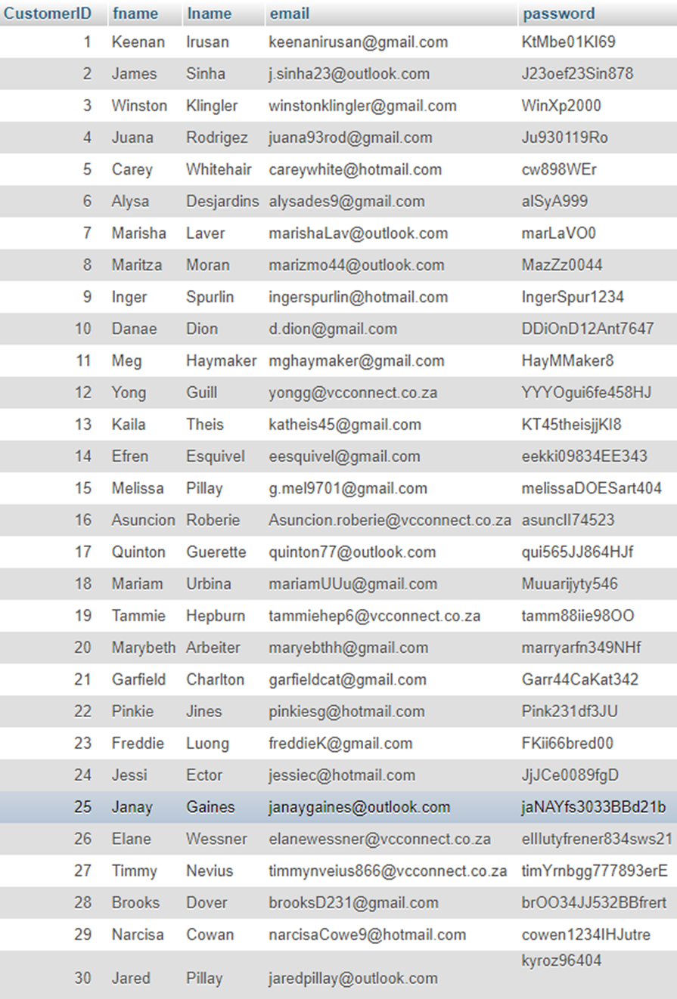 CustomerID fname lname email password
1 Keenan Irusan keenanirusan@gmail.com KtMbe01KI69
2 James Sinha j.sinha23@outlook.com J23oef23Sin878
3 Winston Klingler winstonklingler@gmail.com WinXp2000
4 Juana Rodrigez juana93rod@gmail.com Ju930119Ro
5 Carey Whitehair careywhite@hotmail.com cw898WEr
6 Alysa Desjardins alysades9@gmail.com alSyA999
7 Marisha Laver marishaLav@outlook.com marLaVO0
8 Maritza Moran marizmo44@outlook.com MazZz0044
9 Inger Spurlin ingerspurlin@hotmail.com IngerSpur1234
10 Danae Dion d.dion@gmail.com DDiOnD12Ant7647
11 Meg Haymaker mghaymaker@gmail.com HayMMaker8
12 Yong Guill yongg@vcconnect.co.za YYYOgui6fe458HJ
13 Kaila Theis katheis45@gmail.com KT45theisjjKI8
14 Efren Esquivel eesquivel@gmail.com eekki09834EE343
15 Melissa Pillay g.mel9701@gmail.com melissaDOESart404
16 Asuncion Roberie Asuncion.roberie@vcconnect.co.za asuncII74523
17 Quinton Guerette quinton77@outlook.com qui565JJ864HJf
18 Mariam Urbina mariamUUu@gmail.com Muuarijyty546
19 Tammie Hepburn tammiehep6@vcconnect.co.za tamm88iie98OO
20 Marybeth Arbeiter maryebthh@gmail.com marryarfn349NHf
21 Garfield Charlton garfieldcat@gmail.com Garr44CaKat342
22 Pinkie Jines pinkiesg@hotmail.com Pink231df3JU
23 Freddie Luong freddieK@gmail.com FKii66bred00
24 Jessi Ector jessiec@hotmail.com JjJCe0089fgD
25 Janay Gaines janaygaines@outlook.com jaNAYfs3033BBd21b
26 Elane Wessner elanewessner@vcconnect.co.za elllutyfrener834sws21
27 Timmy Nevius timmynveius866@vcconnect.co.za timYrnbgg777893erE
28 Brooks Dover brooksD231@gmail.com brOO34JJ532BBfrert
29 Narcisa Cowan narcisaCowe9@hotmail.com cowen1234IHJutre
30 Jared Pillay jaredpillay@outlook.com kyroz96404